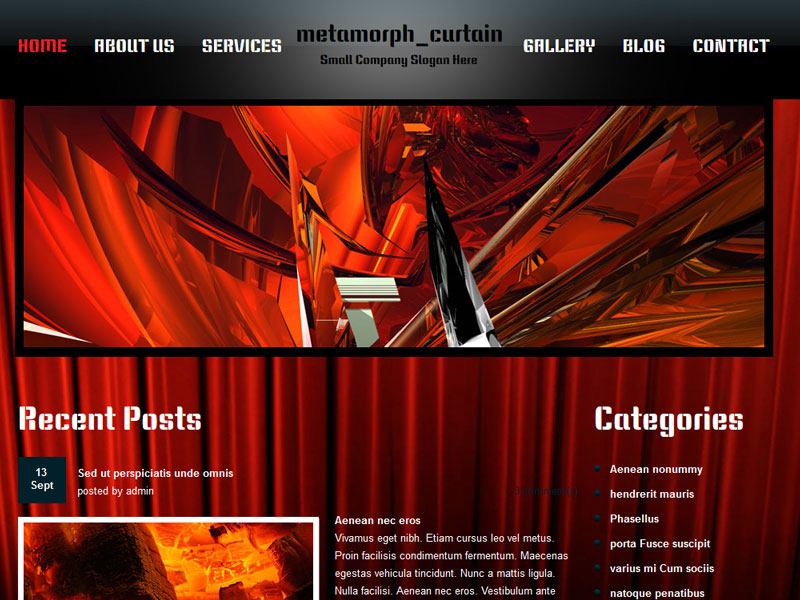 HOME
ABOUT US
SERVICES
metamorph_curtain
Small Company Slogan Here
GALLERY
BLOG
CONTACT
Recent Posts
13
Sept
Sed ut perspiciatis unde omnis
posted by admin
Aenean nec eros
Vivamus eget nibh. Etiam cursus leo vel metus.
Proin facilisis condimentum fermentum. Maecenas
egestas vehicula tincidunt. Nunc a mattis ligula.
Nulla facilisi. Aenean nec eros. Vestibulum ante
Categories
Aenean nonummy
hendrerit mauris
Phasellus
porta Fusce suscipit
varius mi Cum sociis
natoque penatibus